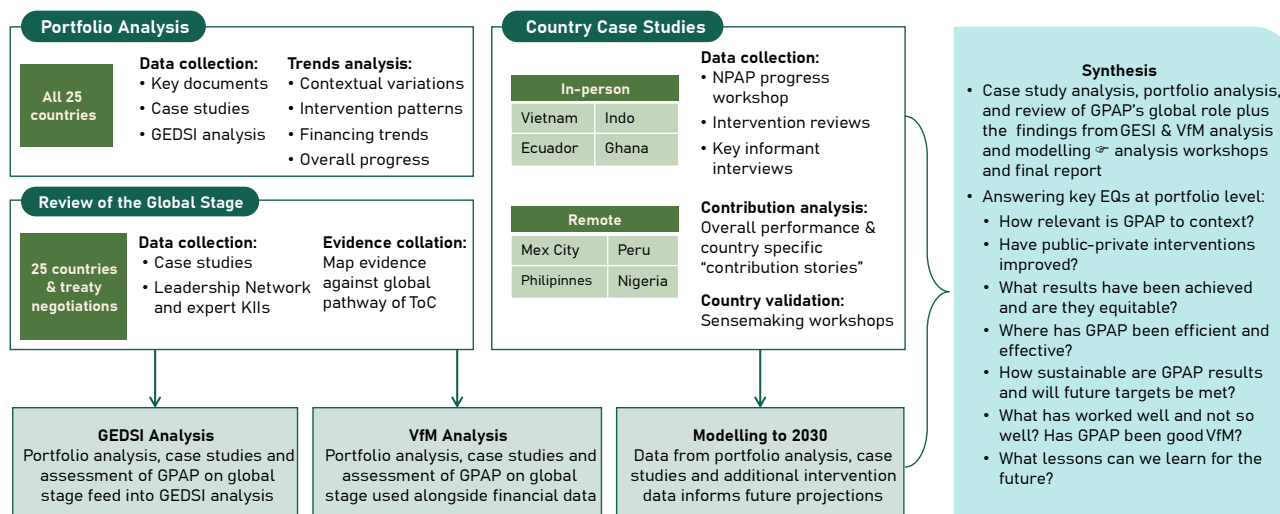 Portfolio Analysis
All 25
countries
Data collection:
• Key documents
• Case studies
• GEDSI analysis
Trends analysis:
• Contextual variations
• Intervention patterns
• Financing trends
• Overall progress
Review of the Global Stage
25 countries
& treaty
negotiations
Data collection:
• Case studies
• Leadership Network
and expert KIIs
Evidence collation:
Map evidence
against global
pathway of ToC
Country Case Studies
In-person
Vietnam Indo
Ecuador Ghana
Remote
Mex City Peru
Philipinnes Nigeria
Data collection:
• NPAP progress
workshop
• Intervention reviews
• Key informant
interviews
Contribution analysis:
Overall performance &
country specific
“contribution stories”
Country validation:
Sensemaking workshops
GEDSI Analysis
Portfolio analysis, case studies and
assessment of GPAP on global
stage feed into GEDSI analysis
VfM Analysis
Portfolio analysis, case studies and
assessment of GPAP on global
stage used alongside financial data
Modelling to 2030
Data from portfolio analysis, case
studies and additional intervention
data informs future projections
Synthesis
• Case study analysis, portfolio analysis,
and review of GPAP’s global role plus
the findings from GESI & VfM analysis
and modelling ☞ analysis workshops
and final report
• Answering key EQs at portfolio level:
• How relevant is GPAP to context?
• Have public-private interventions
improved?
• What results have been achieved
and are they equitable?
• Where has GPAP been efficient and
effective?
• How sustainable are GPAP results
and will future targets be met?
• What has worked well and not so
well? Has GPAP been good VfM?
• What lessons can we learn for the
future?